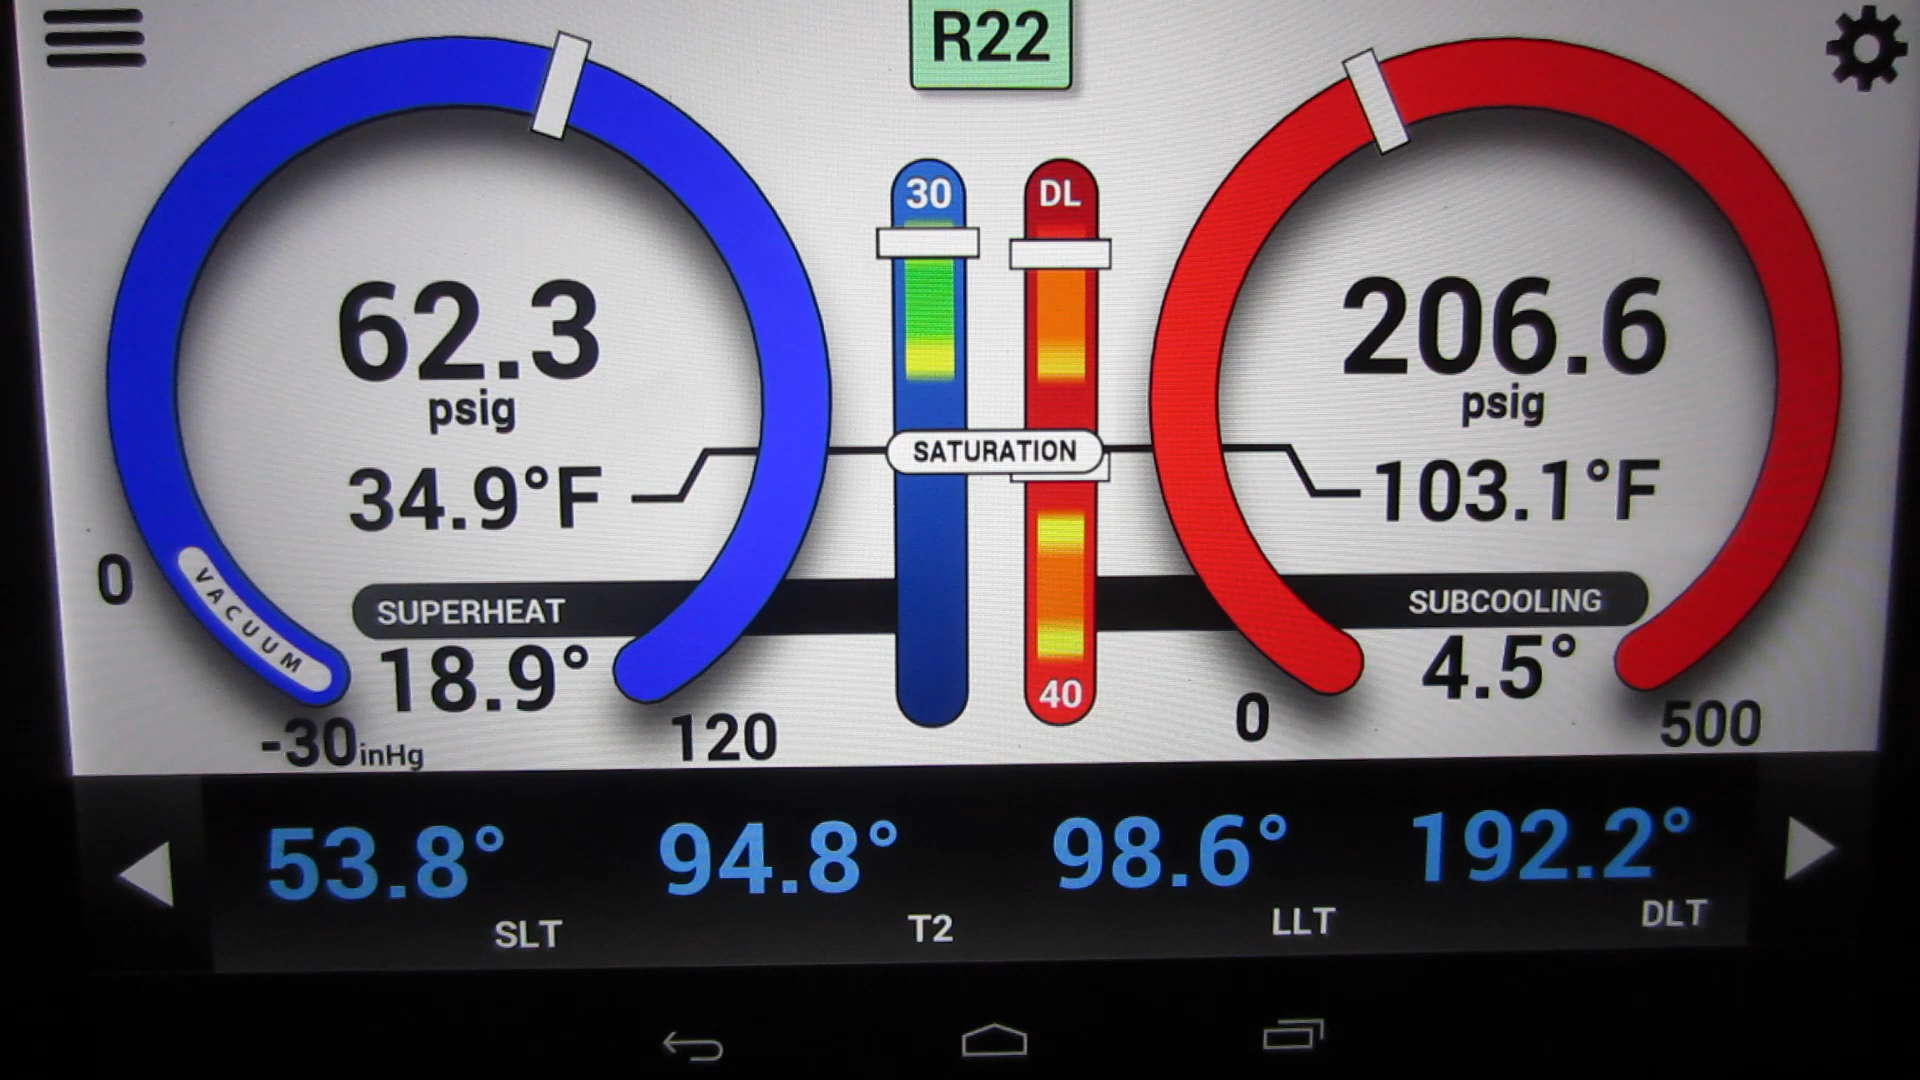 R22
30
DL
62.3
psig
34.9°F
206.6
psig
103.1°F
SATURATION
0
VACUUM
SUPERHEAT
18.9°
-30inHg
120
SUBCOOLING
4.5°
40
0
500
53.8°
SLT
94.8°
T2
98.6°
LLT
192.2°
DLT